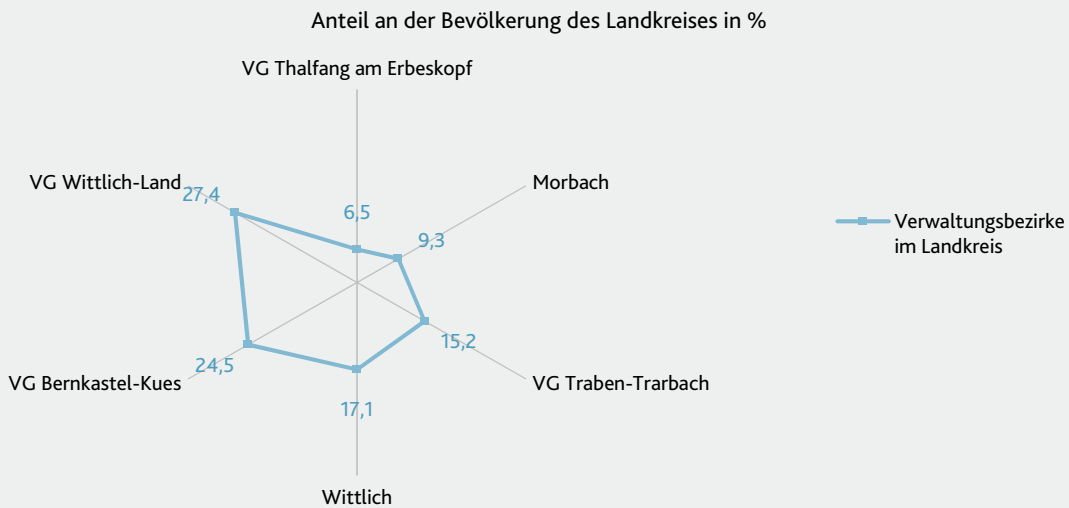 Anteil an der Bevölkerung des Landkreises in %
VG Thalfang am Erbeskopf
VG Wittlich-Land
27,4
Morbach
6,5
9,3
Verwaltungsbezirke
im Landkreis
15,2
24,5
VG Bernkastel-Kues
VG Traben-Trarbach
17,1
Wittlich